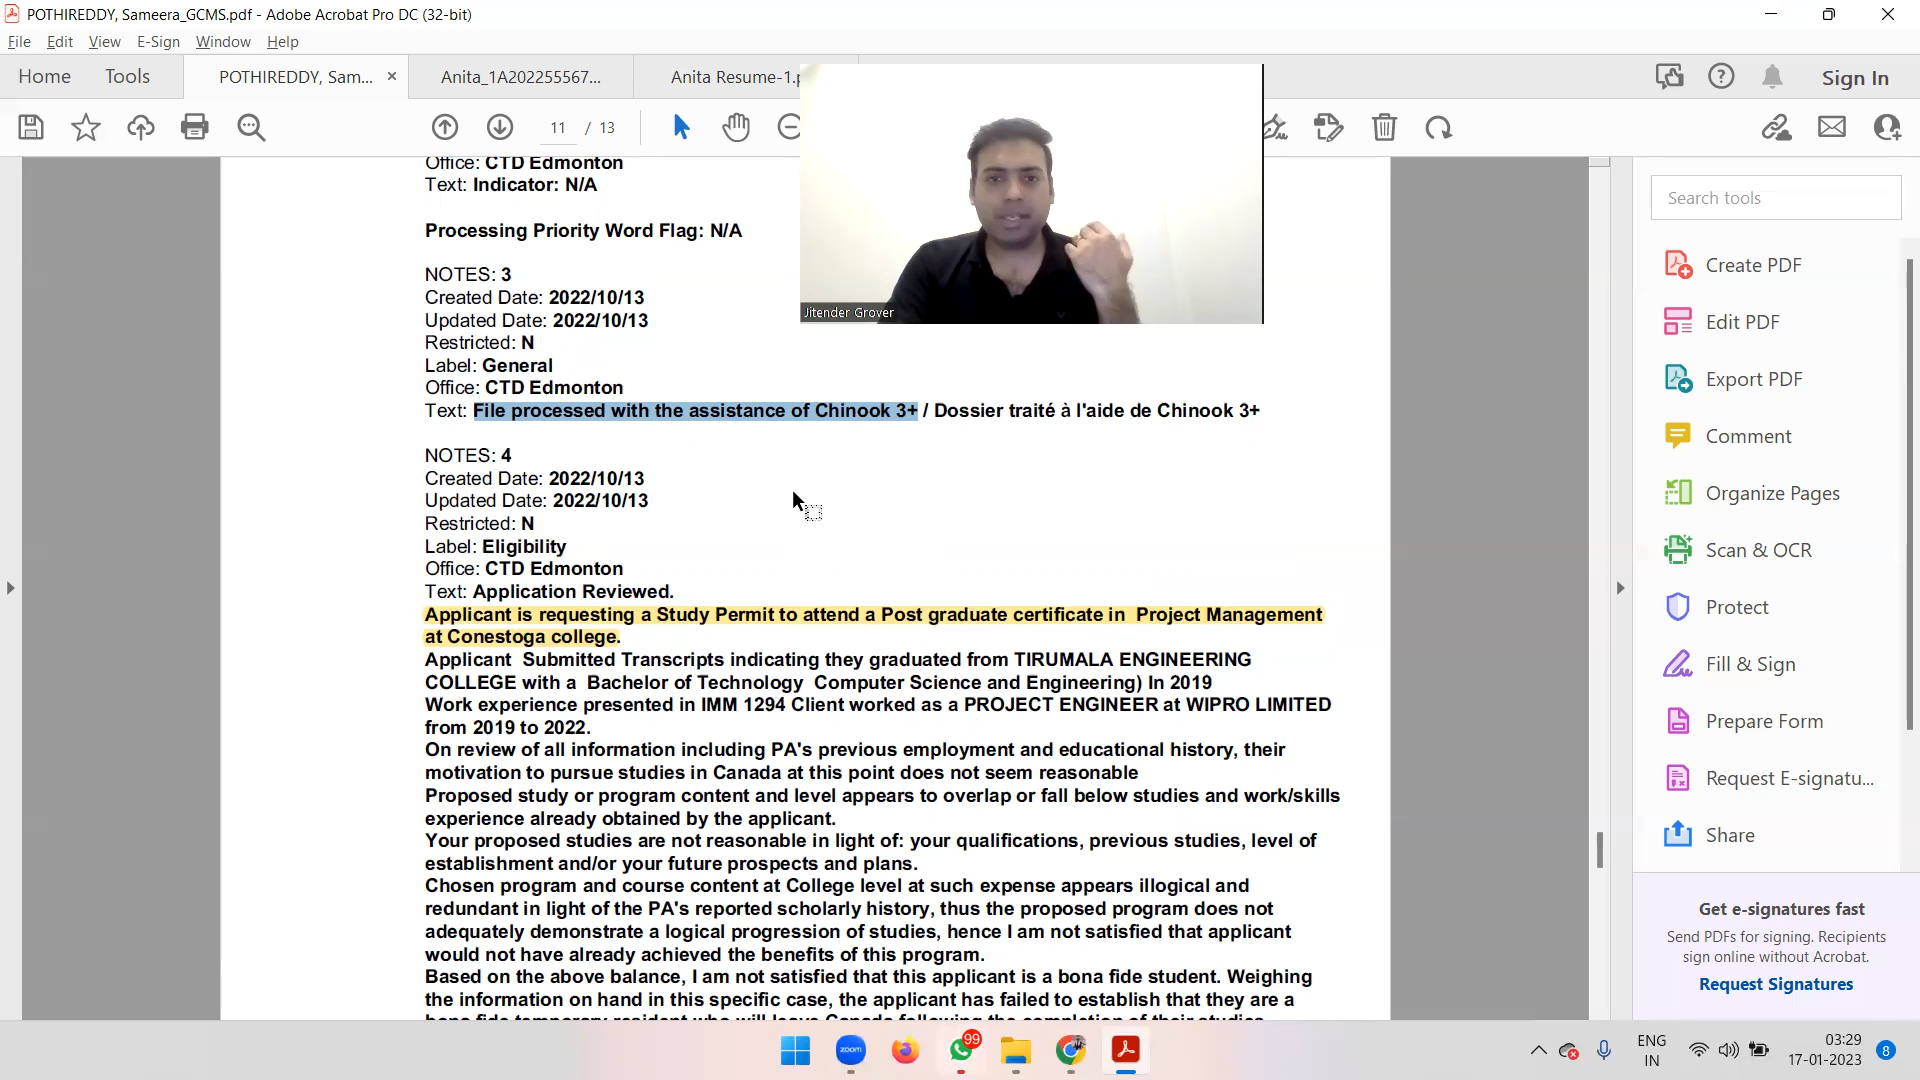 POTHIREDDY, Sameera_GCMS.pdf - Adobe Acrobat Pro DC (32-bit)
File Edit View E-Sign Window Help
Home Tools POTHIREDDY, Sam... × Anita_1A202255567... Anita Resume-1.p Sign In
11 / 13
Office: CTD Edmonton
Text: Indicator: N/A
Processing Priority Word Flag: N/A
NOTES: 3
Created Date: 2022/10/13
Updated Date: 2022/10/13
Restricted: N
Label: General
Office: CTD Edmonton
Text: File processed with the assistance of Chinook 3+ / Dossier traité à l'aide de Chinook 3+
NOTES: 4
Created Date: 2022/10/13
Updated Date: 2022/10/13
Restricted: N
Label: Eligibility
Office: CTD Edmonton
Text: Application Reviewed.
Applicant is requesting a Study Permit to attend a Post graduate certificate in Project Management
at Conestoga college.
Applicant Submitted Transcripts indicating they graduated from TIRUMALA ENGINEERING
COLLEGE with a Bachelor of Technology Computer Science and Engineering) In 2019
Work experience presented in IMM 1294 Client worked as a PROJECT ENGINEER at WIPRO LIMITED
from 2019 to 2022.
On review of all information including PA's previous employment and educational history, their
motivation to pursue studies in Canada at this point does not seem reasonable
Proposed study or program content and level appears to overlap or fall below studies and work/skills
experience already obtained by the applicant.
Your proposed studies are not reasonable in light of: your qualifications, previous studies, level of
establishment and/or your future prospects and plans.
Chosen program and course content at College level at such expense appears illogical and
redundant in light of the PA's reported scholarly history, thus the proposed program does not
adequately demonstrate a logical progression of studies, hence I am not satisfied that applicant
would not have already achieved the benefits of this program.
Based on the above balance, I am not satisfied that this applicant is a bona fide student. Weighing
the information on hand in this specific case, the applicant has failed to establish that they are a
bona fide temporary resident who will leave Canada following the completion of their studies
Jitender Grover
Search tools
Create PDF
Edit PDF
Export PDF
Comment
Organize Pages
Scan & OCR
Protect
Fill & Sign
Prepare Form
Request E-signatu...
Share
Get e-signatures fast
Send PDFs for signing. Recipients
sign online without Acrobat.
Request Signatures
zoom
99
ENG
IN
03:29
17-01-2023
8